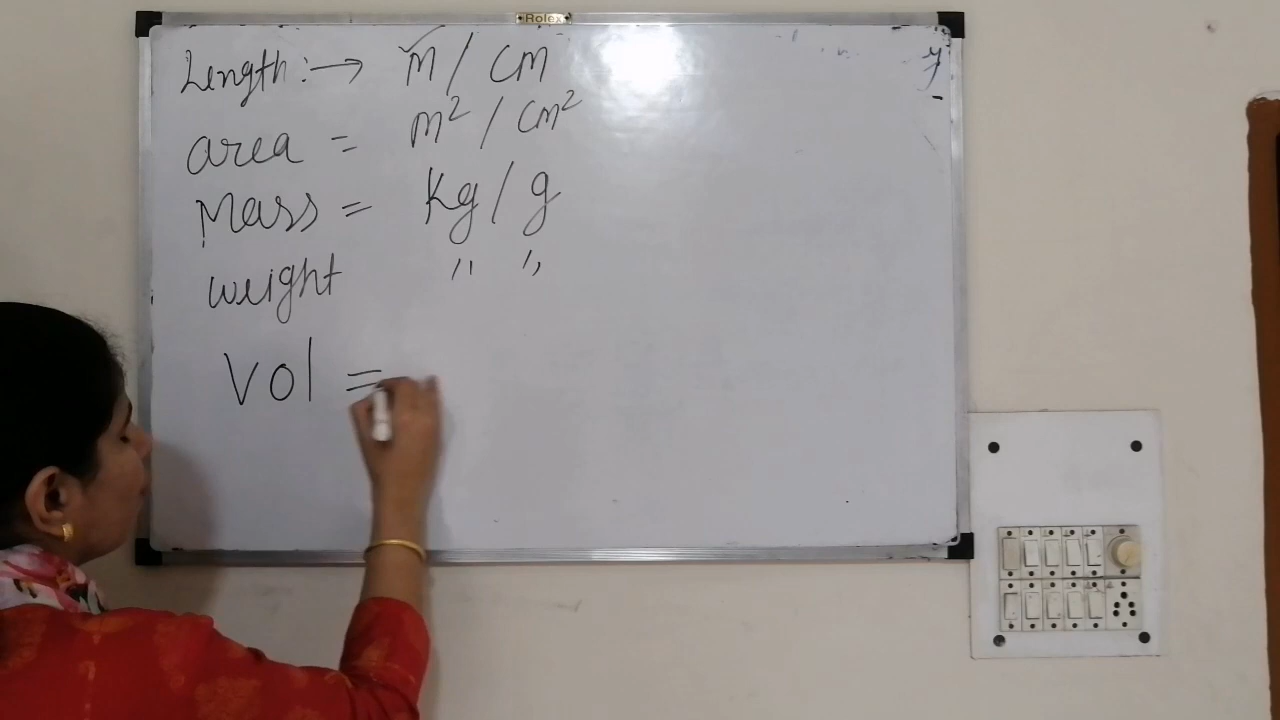 Rolex
Length :→ m / cm
area = m² / cm²
Mass = Kg / g
weight " "
Vol =
y